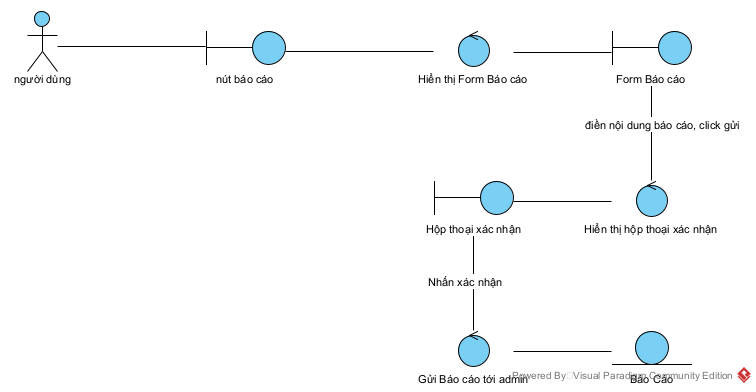 người dùng
nút báo cáo
Hiển thị Form Báo cáo
Form Báo cáo
điền nội dung báo cáo, click gửi
Hộp thoại xác nhận
Hiển thị hộp thoại xác nhận
Nhấn xác nhận
Gửi Báo cáo tới admin
Báo Cáo
Powered By Visual Paradigm Community Edition